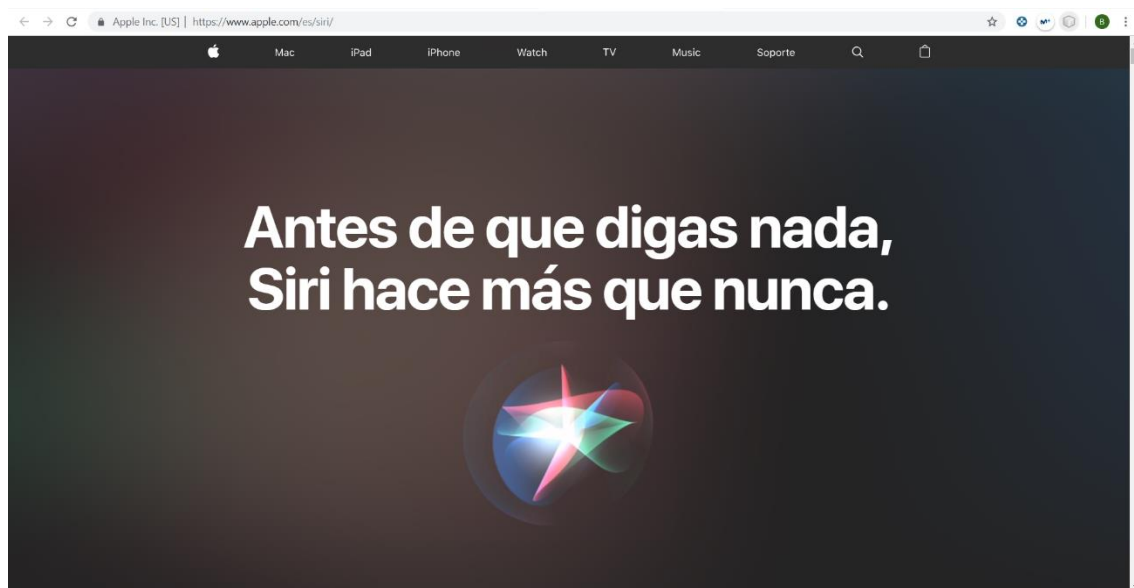 Apple Inc. [US] | https://www.apple.com/es/siri/
B
Mac iPad iPhone Watch TV Music Soporte
Antes de que digas nada,
Siri hace más que nunca.